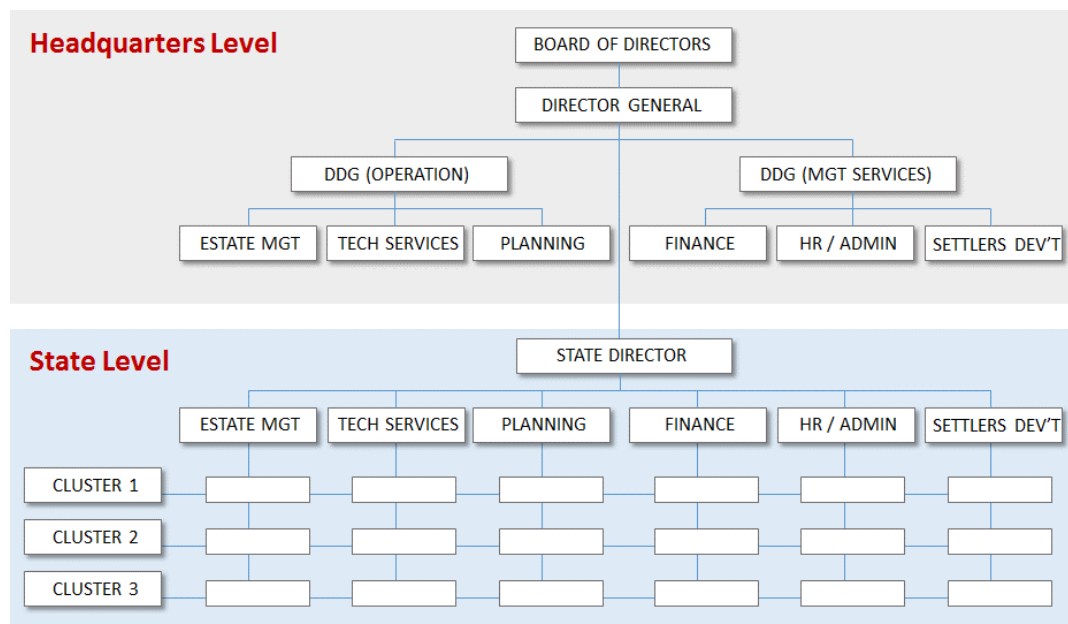 Headquarters Level
BOARD OF DIRECTORS
DIRECTOR GENERAL
DDG (OPERATION)
DDG (MGT SERVICES)
ESTATE MGT
TECH SERVICES
PLANNING
FINANCE
HR / ADMIN
SETTLERS DEV'T
State Level
STATE DIRECTOR
ESTATE MGT
TECH SERVICES
PLANNING
FINANCE
HR / ADMIN
SETTLERS DEV'T
CLUSTER 1
CLUSTER 2
CLUSTER 3